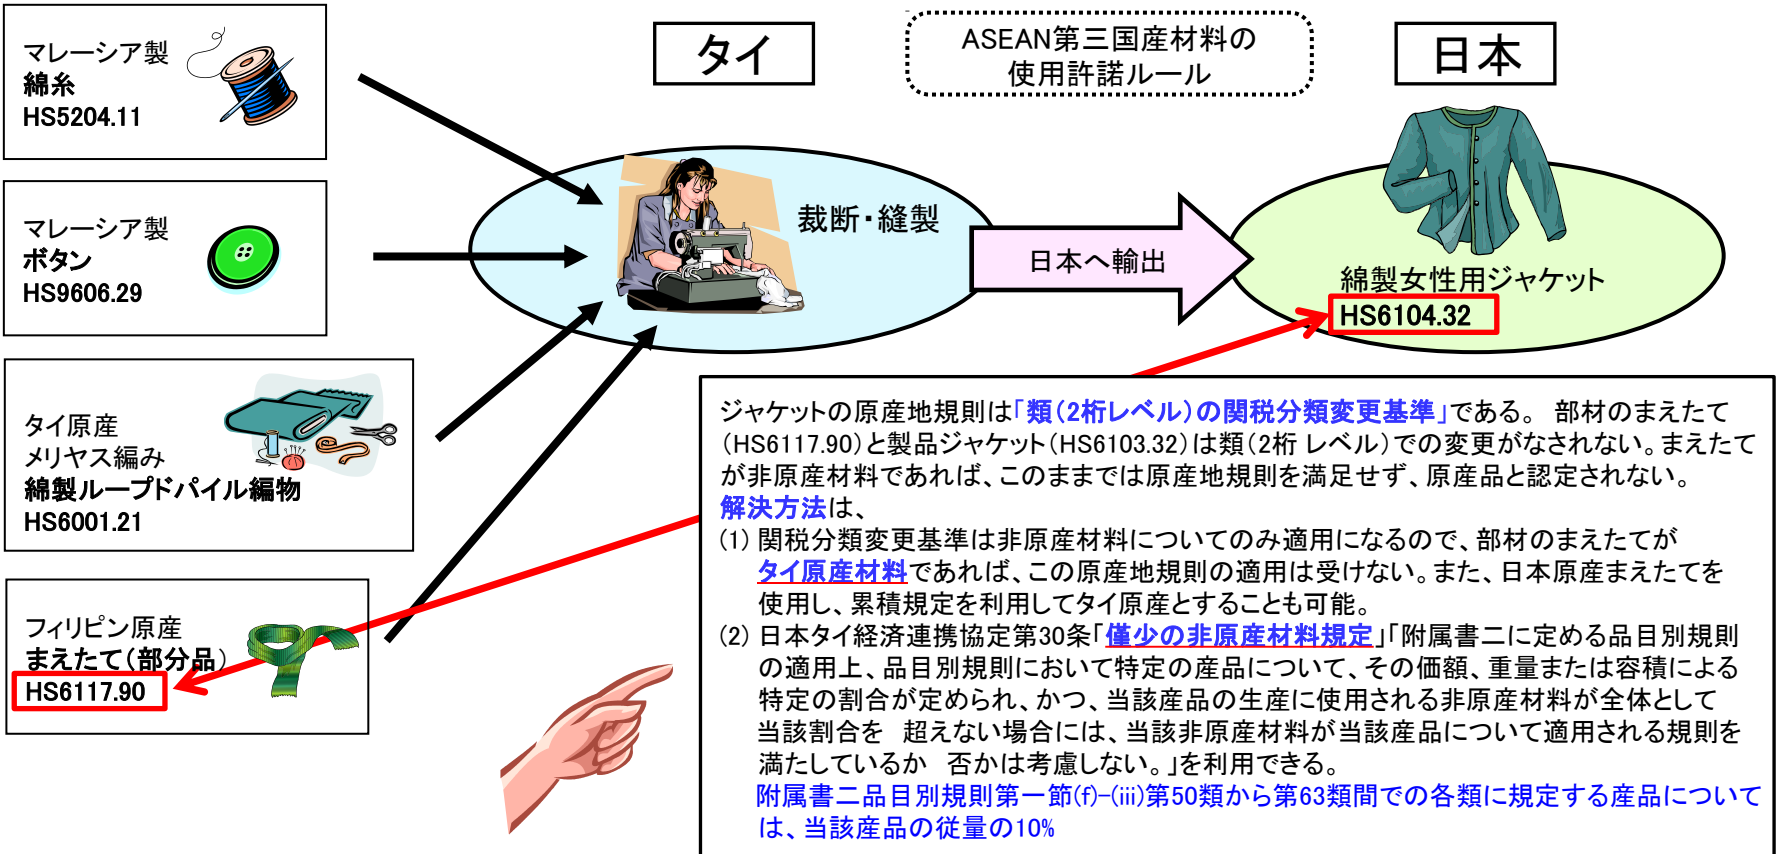 マレーシア製
綿糸
HS5204.11
マレーシア製
ボタン
HS9606.29
タイ原産
メリヤス編み
綿製ループドパイル編物
HS6001.21
フィリピン原産
まえたて(部分品)
HS6117.90
タイ
裁断・縫製
ASEAN第三国産材料の
使用許諾ルール
日本へ輸出
日本
綿製女性用ジャケット
HS6104.32
ジャケットの原産地規則は「類(2桁レベル)の関税分類変更基準」である。 部材のまえたて
(HS6117.90)と製品ジャケット(HS6103.32)は類(2桁 レベル)での変更がなされない。まえたて
が非原産材料であれば、このままでは原産地規則を満足せず、原産品と認定されない。
解決方法は、
(1) 関税分類変更基準は非原産材料についてのみ適用になるので、部材のまえたてが
タイ原産材料であれば、この原産地規則の適用は受けない。また、日本原産まえたてを
使用し、累積規定を利用してタイ原産とすることも可能。
(2) 日本タイ経済連携協定第30条「僅少の非原産材料規定」「附属書二に定める品目別規則
の適用上、品目別規則において特定の産品について、その価額、重量または容積による
特定の割合が定められ、かつ、当該産品の生産に使用される非原産材料が全体として
当該割合を 超えない場合には、当該非原産材料が当該産品について適用される規則を
満たしているか 否かは考慮しない。」を利用できる。
附属書二品目別規則第一節(f)-(iii)第50類から第63類間での各類に規定する産品について
は、当該産品の従量の10%